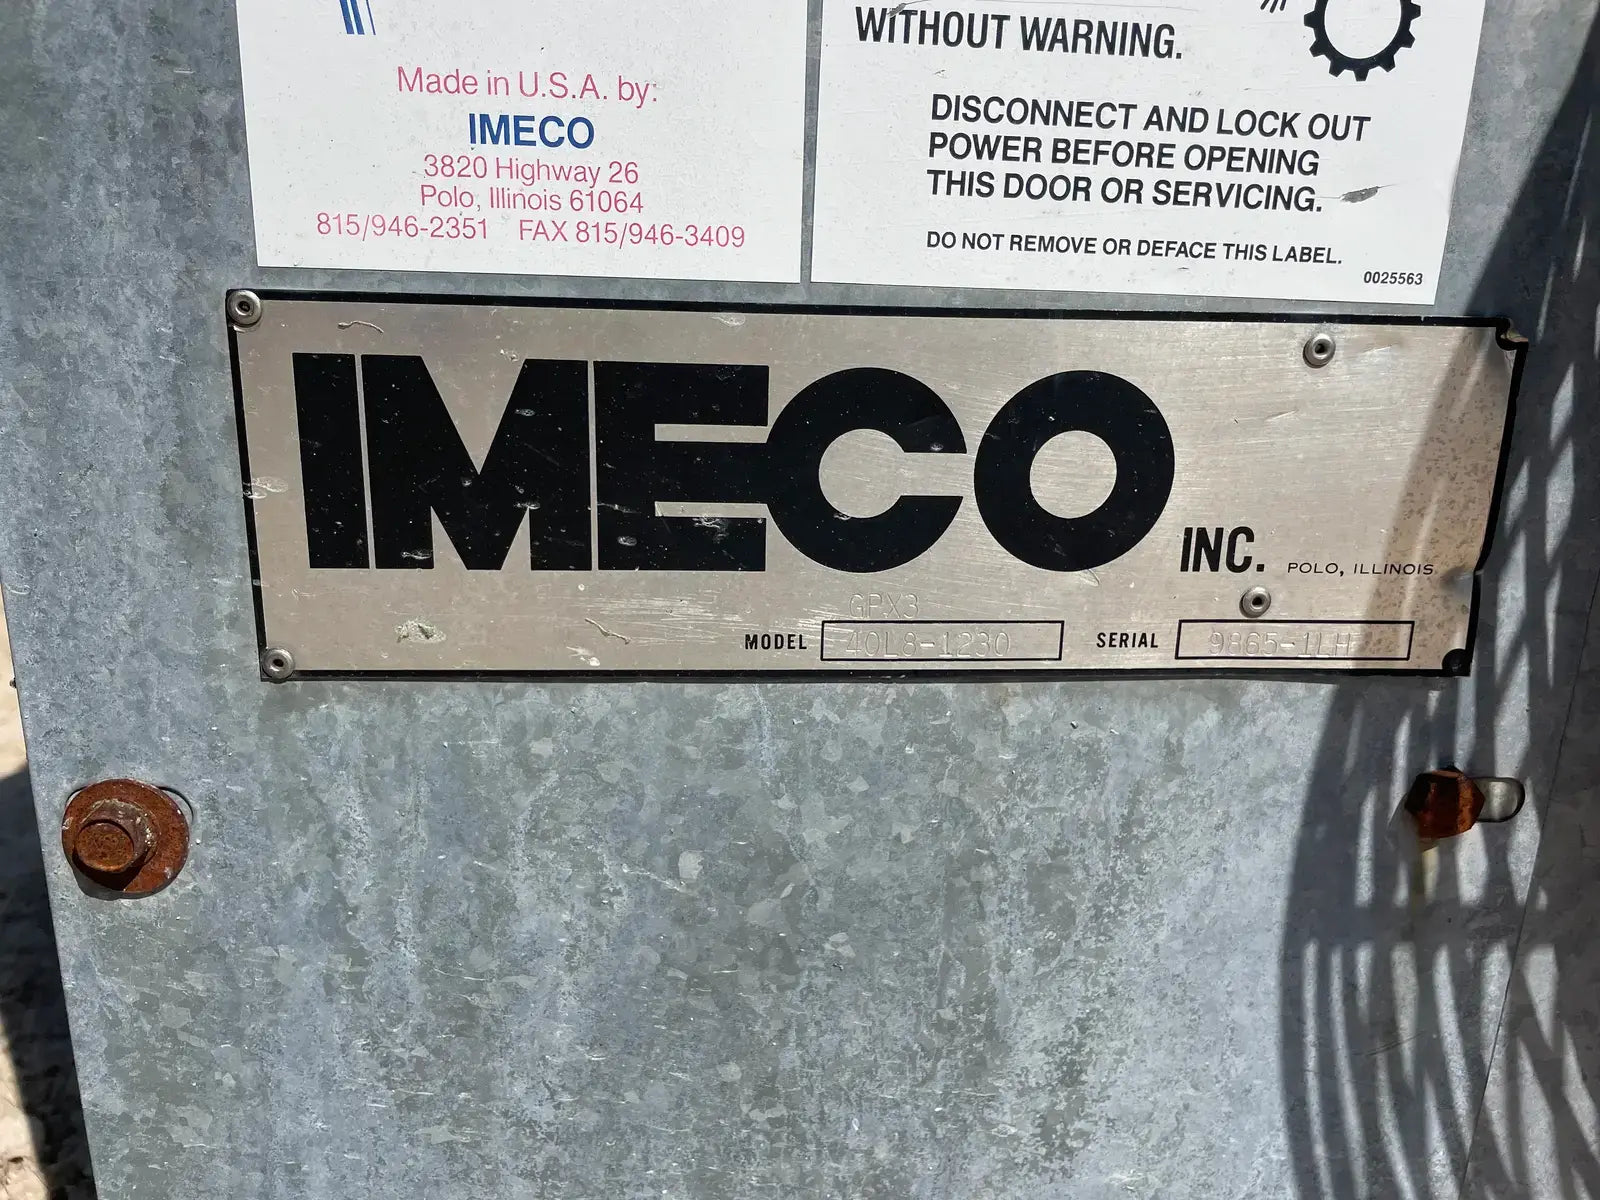 Made in U.S.A. by:
IMECO
3820 Highway 26
Polo, Illinois 61064
815/946-2351 FAX 815/946-3409
WITHOUT WARNING.
DISCONNECT AND LOCK OUT
POWER BEFORE OPENING
THIS DOOR OR SERVICING.
DO NOT REMOVE OR DEFACE THIS LABEL.
0025563
IMECO INC. POLO, ILLINOIS
GPX3
MODEL 40L8-1230 SERIAL 9865-1LH